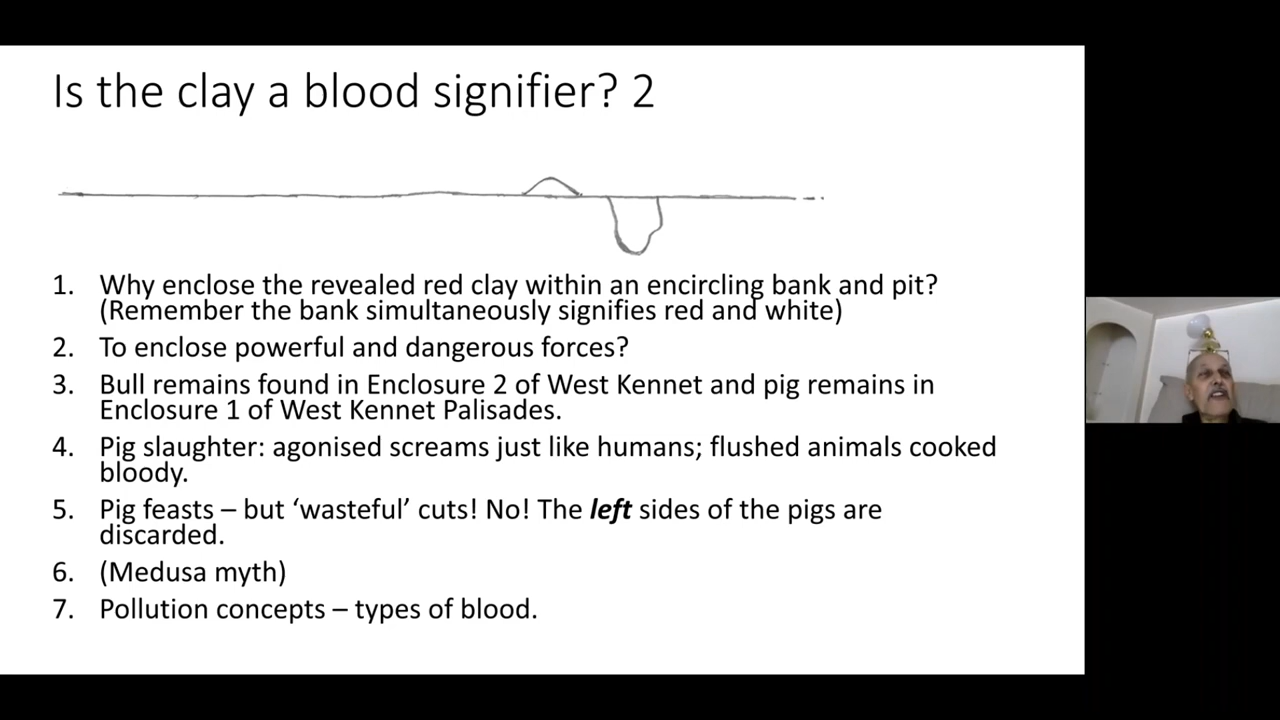 Is the clay a blood signifier? 2
1. Why enclose the revealed red clay within an encircling bank and pit?
(Remember the bank simultaneously signifies red and white)
2. To enclose powerful and dangerous forces?
3. Bull remains found in Enclosure 2 of West Kennet and pig remains in
Enclosure 1 of West Kennet Palisades.
4. Pig slaughter: agonised screams just like humans; flushed animals cooked
bloody.
5. Pig feasts – but ‘wasteful’ cuts! No! The left sides of the pigs are
discarded.
6. (Medusa myth)
7. Pollution concepts – types of blood.